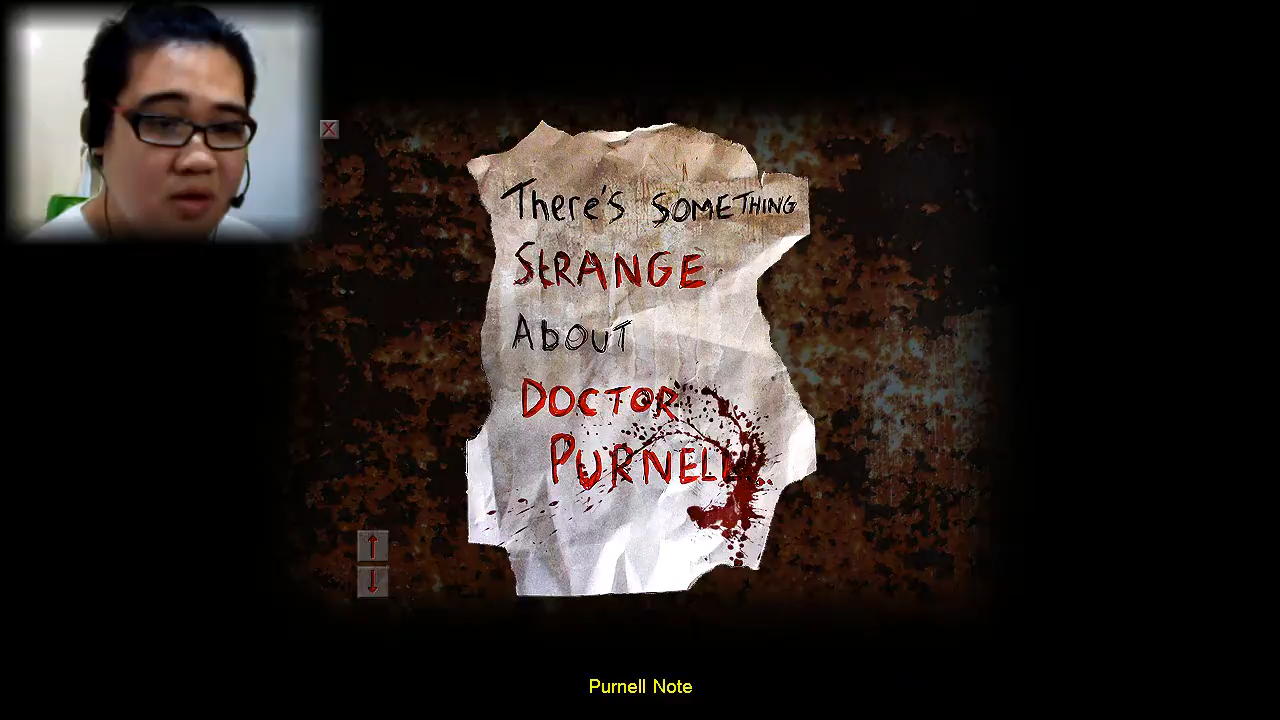 There's SOMETHING
STRANGE
About
DOCTOR
PURNELL
Purnell Note